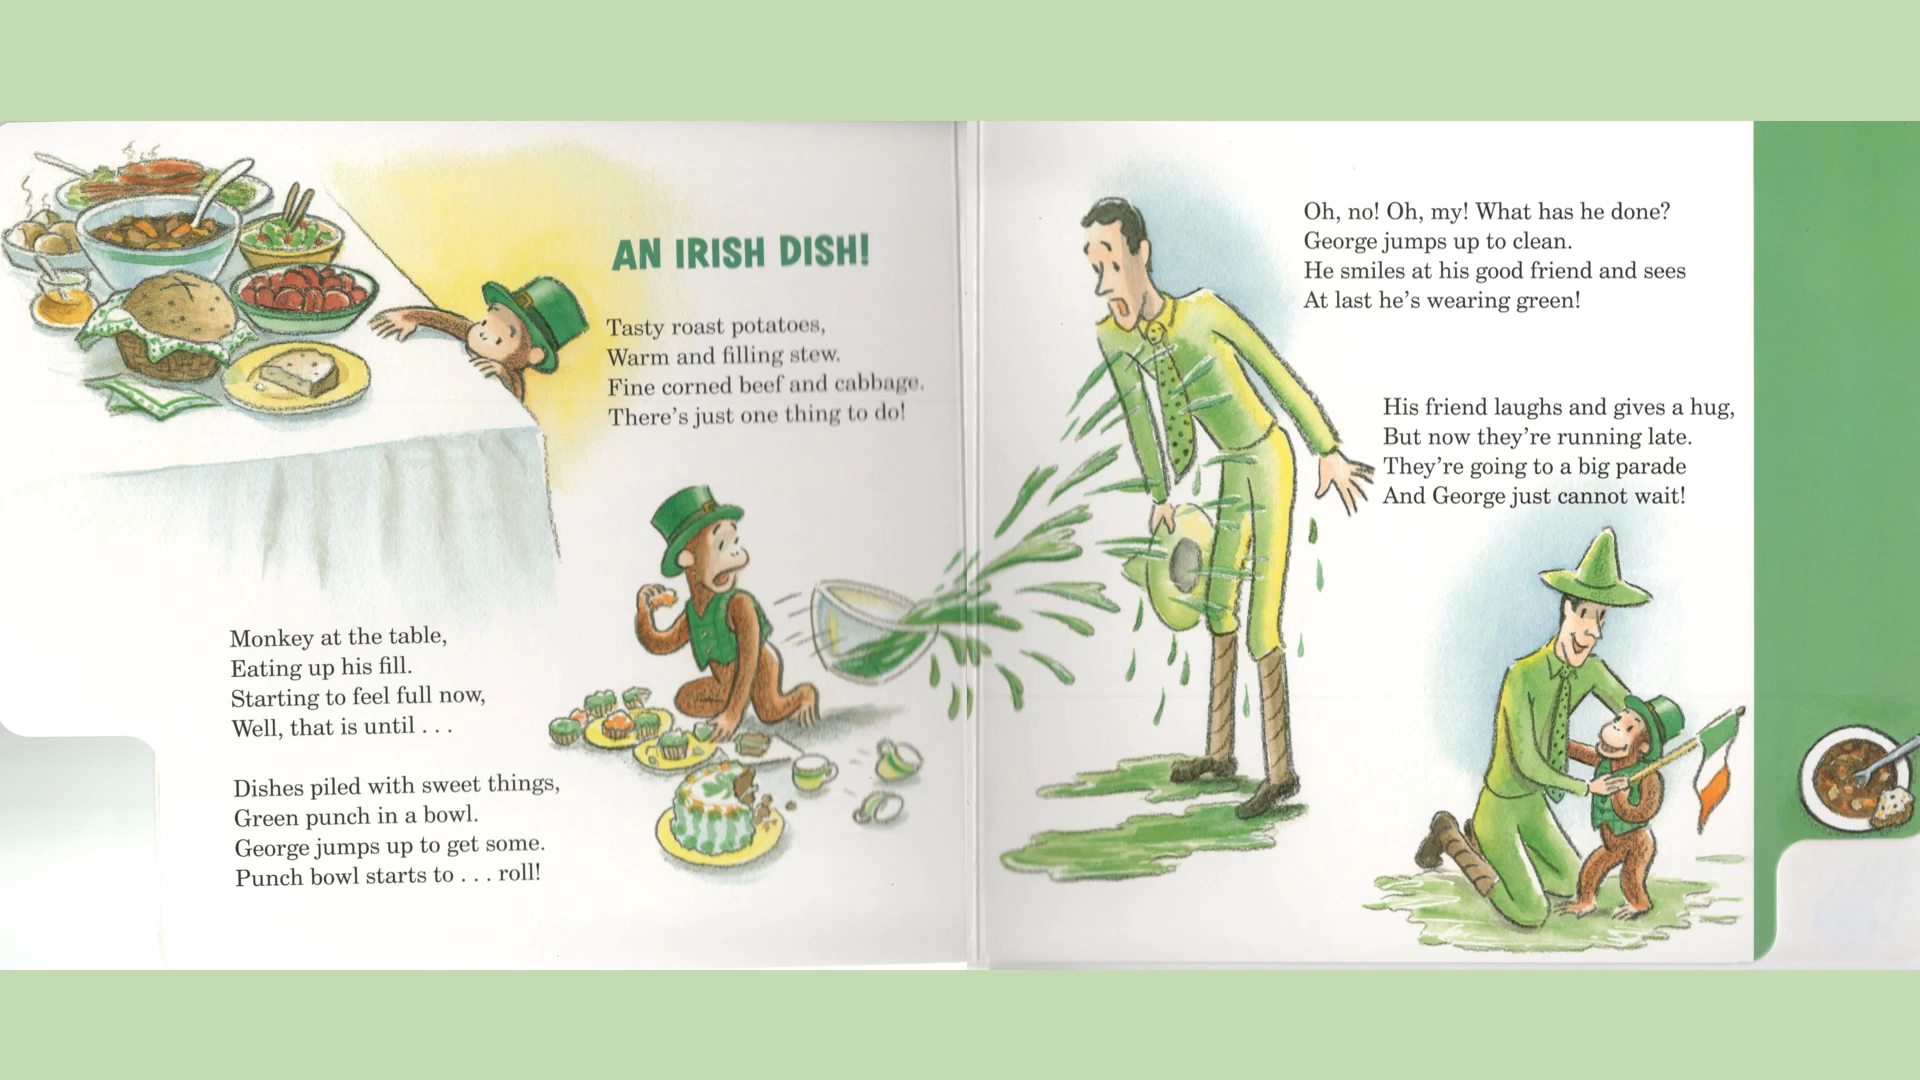 AN IRISH DISH!
Tasty roast potatoes,
Warm and filling stew.
Fine corned beef and cabbage.
There's just one thing to do!
Monkey at the table,
Eating up his fill.
Starting to feel full now,
Well, that is until . . .
Dishes piled with sweet things,
Green punch in a bowl.
George jumps up to get some.
Punch bowl starts to . . . roll!
Oh, no! Oh, my! What has he done?
George jumps up to clean.
He smiles at his good friend and sees
At last he's wearing green!
His friend laughs and gives a hug,
But now they're running late.
They're going to a big parade
And George just cannot wait!